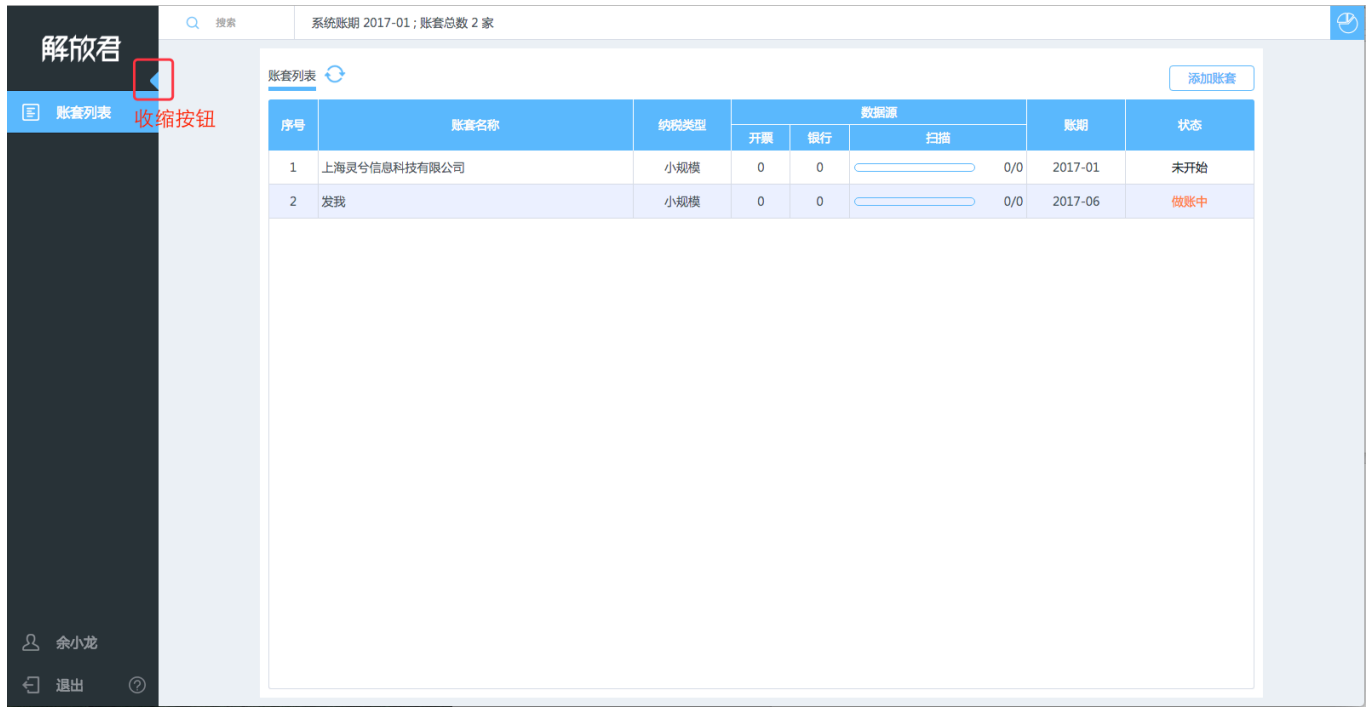 搜索
系统账期 2017-01 ; 账套总数 2 家
解放君
账套列表
收缩按钮
账套列表
添加账套
序号 账套名称 纳税类型 数据源 账期 状态
开票 银行 扫描
1 上海灵兮信息科技有限公司 小规模 0 0 0/0 2017-01 未开始
2 发我 小规模 0 0 0/0 2017-06 做账中
余小龙
退出